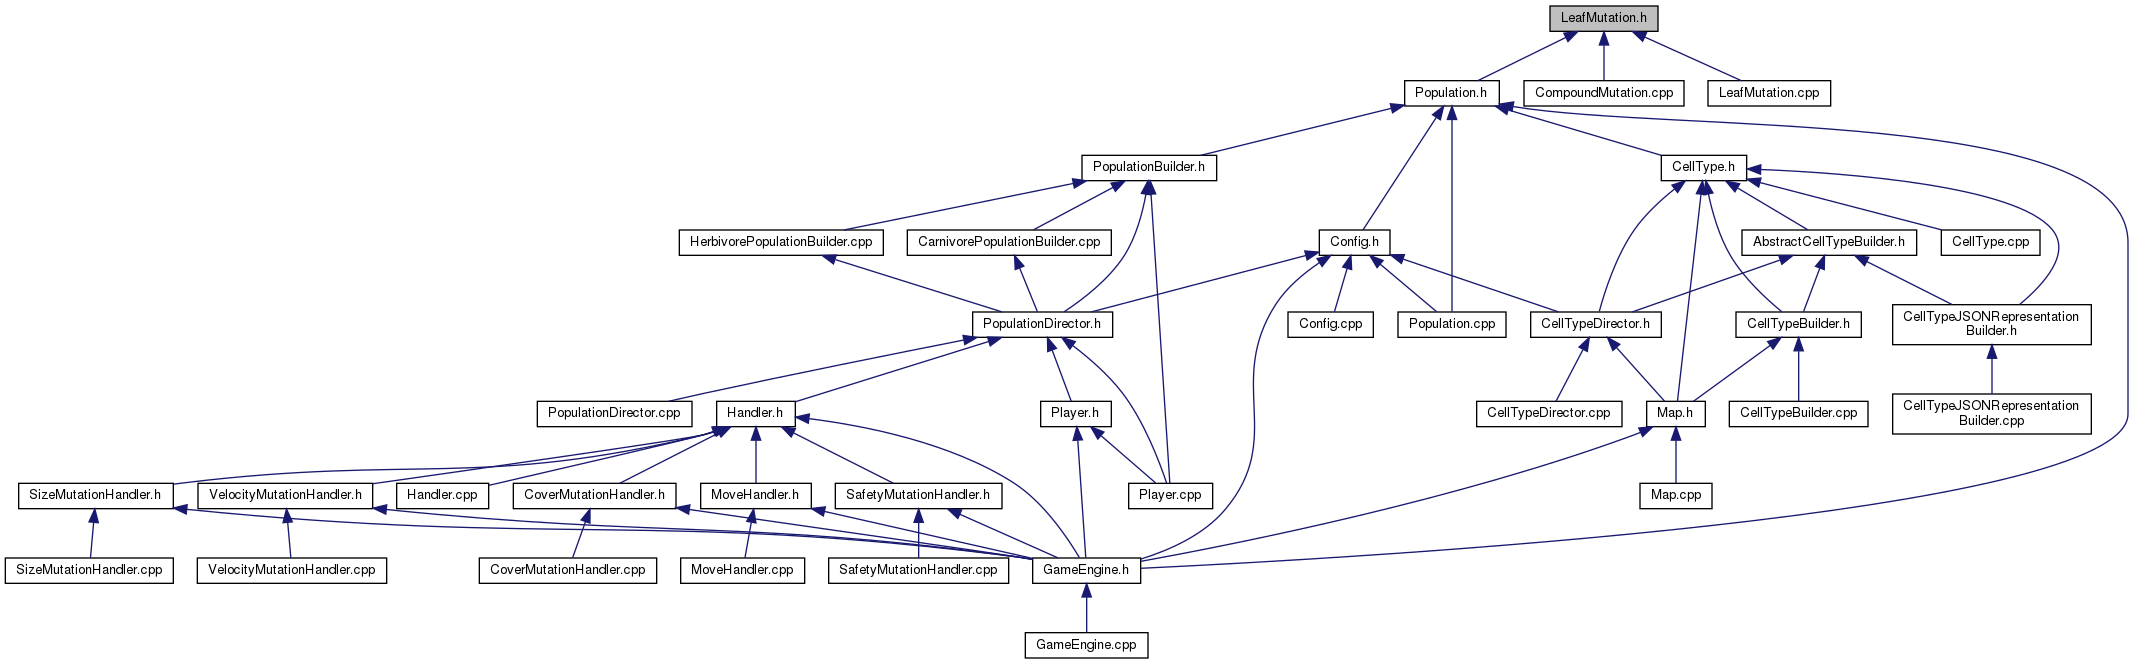 LeafMutation.h
Population.h
CompoundMutation.cpp
LeafMutation.cpp
PopulationBuilder.h
CellType.h
HerbivorePopulationBuilder.cpp
CarnivorePopulationBuilder.cpp
Config.h
AbstractCellTypeBuilder.h
CellType.cpp
PopulationDirector.h
Config.cpp
Population.cpp
CellTypeDirector.h
CellTypeBuilder.h
CellTypeJSONRepresentation
Builder.h
PopulationDirector.cpp
Handler.h
Player.h
CellTypeDirector.cpp
Map.h
CellTypeBuilder.cpp
CellTypeJSONRepresentation
Builder.cpp
SizeMutationHandler.h
VelocityMutationHandler.h
Handler.cpp
CoverMutationHandler.h
MoveHandler.h
SafetyMutationHandler.h
Player.cpp
Map.cpp
SizeMutationHandler.cpp
VelocityMutationHandler.cpp
CoverMutationHandler.cpp
MoveHandler.cpp
SafetyMutationHandler.cpp
GameEngine.h
GameEngine.cpp